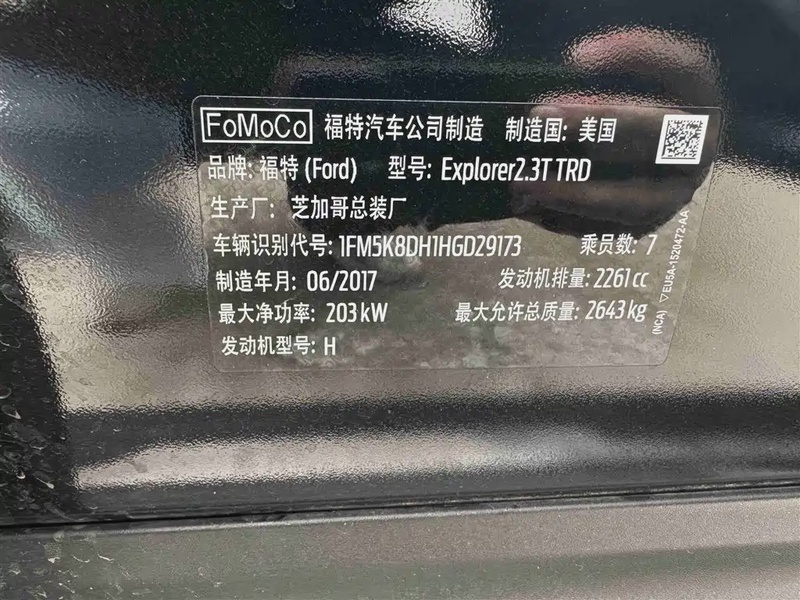 FoMoCo 福特汽车公司制造 制造国: 美国
品牌: 福特 (Ford) 型号: Explorer2.3T TRD
生产厂: 芝加哥总装厂
车辆识别代号: 1FM5K8DH1HGD29173 乘员数: 7
制造年月: 06/2017 发动机排量: 2261 cc
最大净功率: 203 kW 最大允许总质量: 2643 kg
发动机型号: H
(NCA) ▽EU5A-1520472-AA